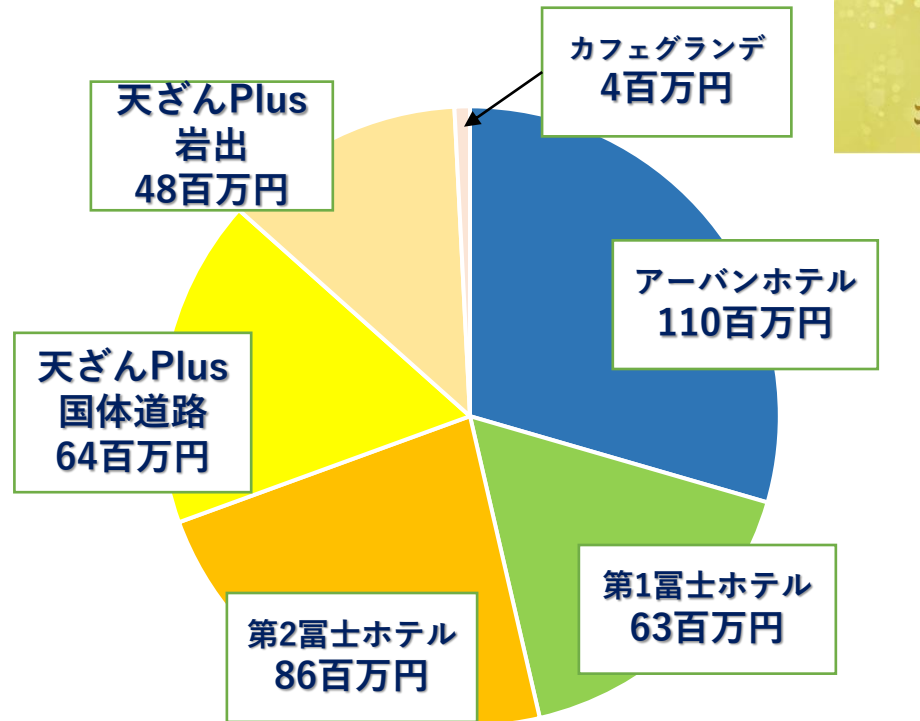 カフェグランデ
4百万円
天ざんPlus
岩出
48百万円
アーバンホテル
110百万円
天ざんPlus
国体道路
64百万円
第1冨士ホテル
63百万円
第2冨士ホテル
86百万円